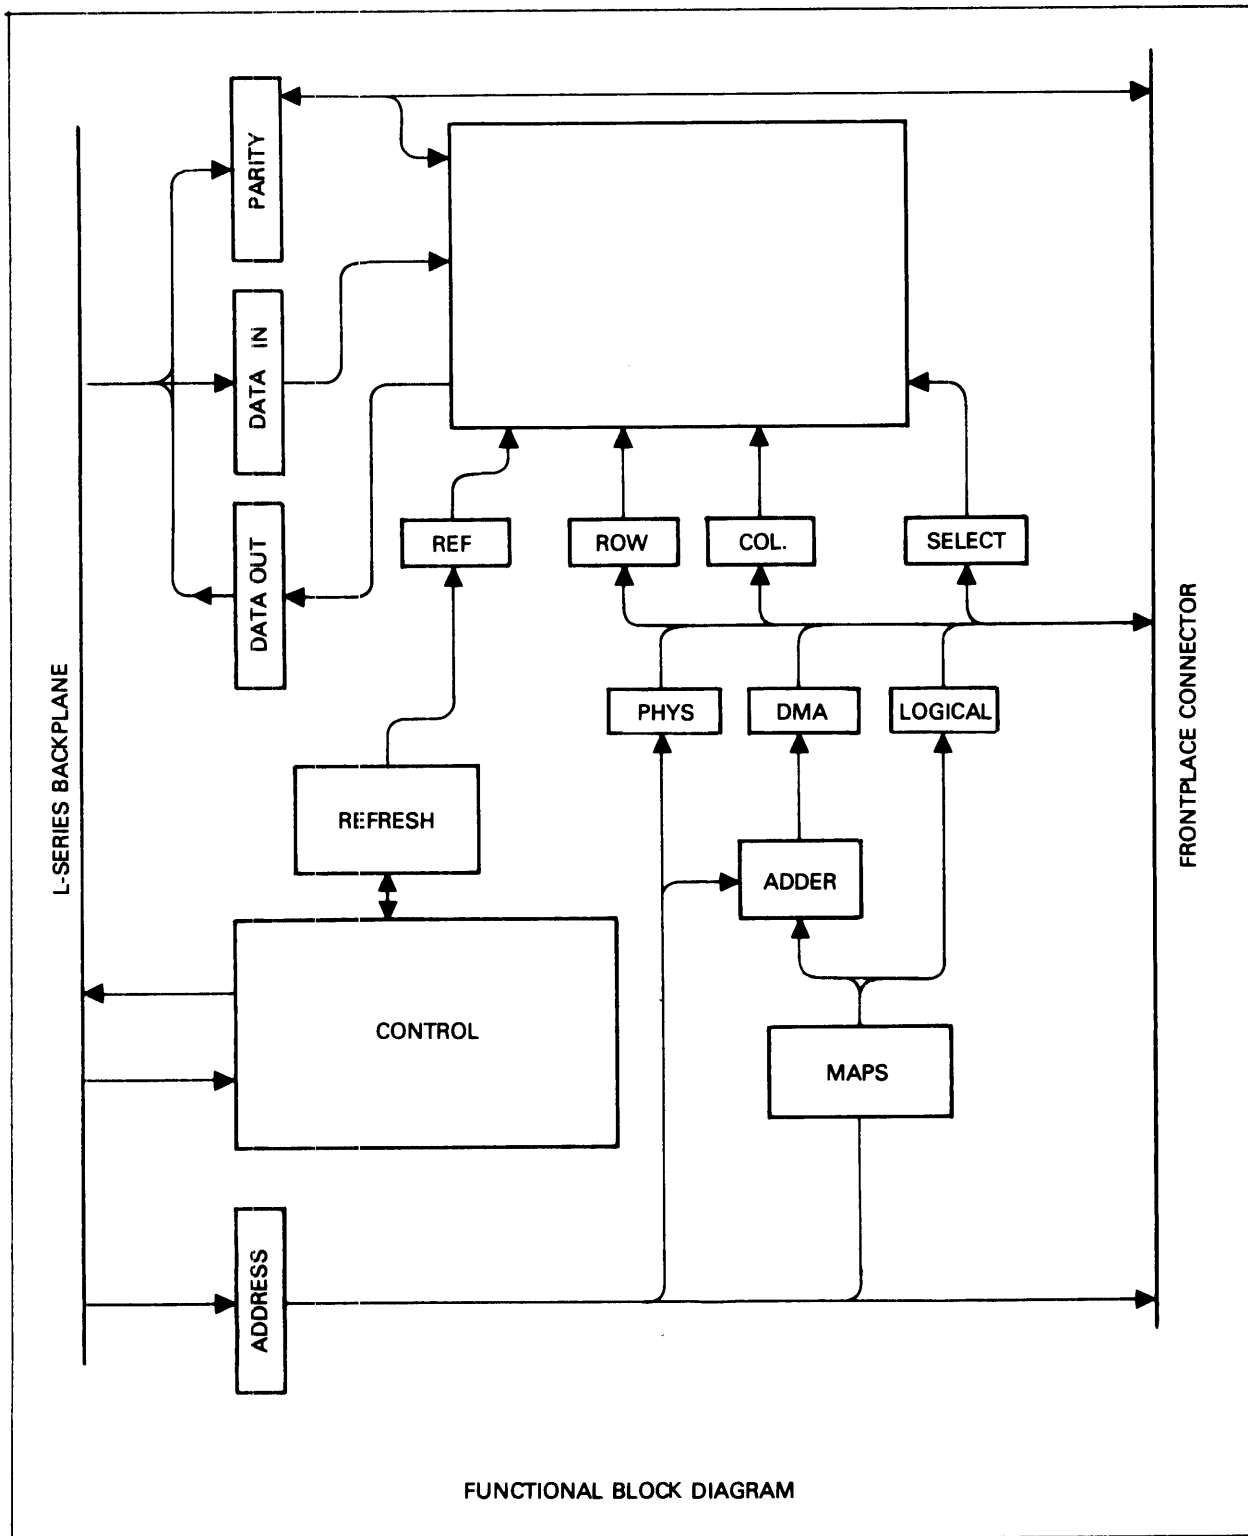 PARITY
DATA IN
DATA OUT
REF
ROW
COL.
SELECT
L-SERIES BACKPLANE
FRONTPLACE CONNECTOR
PHYS
DMA
LOGICAL
REFRESH
ADDER
CONTROL
MAPS
ADDRESS
FUNCTIONAL BLOCK DIAGRAM